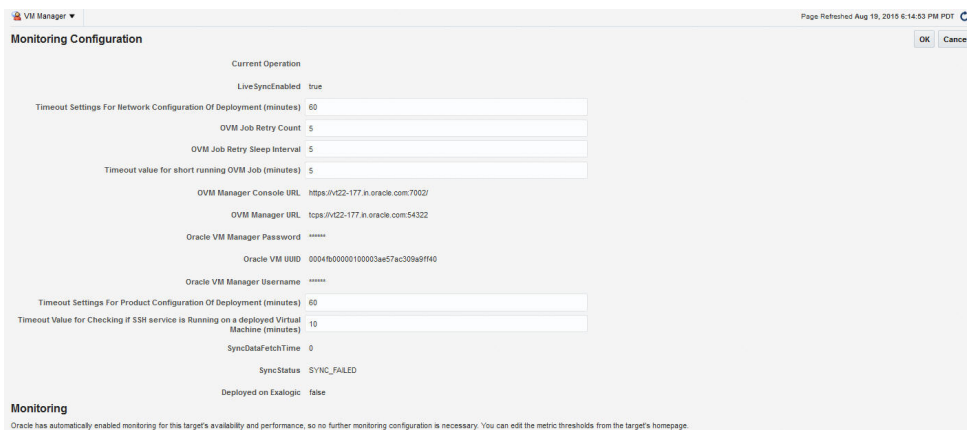 VM Manager ▼
Page Refreshed Aug 19, 2015 6:14:53 PM PDT
Monitoring Configuration
OK Cance
Current Operation
LiveSyncEnabled true
Timeout Settings For Network Configuration Of Deployment (minutes) 60
OVM Job Retry Count 5
OVM Job Retry Sleep Interval 5
Timeout value for short running OVM Job (minutes) 5
OVM Manager Console URL https://vt22-177.in.oracle.com:7002/
OVM Manager URL tcps://vt22-177.in.oracle.com:54322
Oracle VM Manager Password ******
Oracle VM UUID 0004fb00000100003ae57ac309a9ff40
Oracle VM Manager Username ******
Timeout Settings For Product Configuration Of Deployment (minutes) 60
Timeout Value for Checking if SSH service is Running on a deployed Virtual
Machine (minutes) 10
SyncDataFetchTime 0
SyncStatus SYNC_FAILED
Deployed on Exalogic false
Monitoring
Oracle has automatically enabled monitoring for this target's availability and performance, so no further monitoring configuration is necessary. You can edit the metric thresholds from the target's homepage.